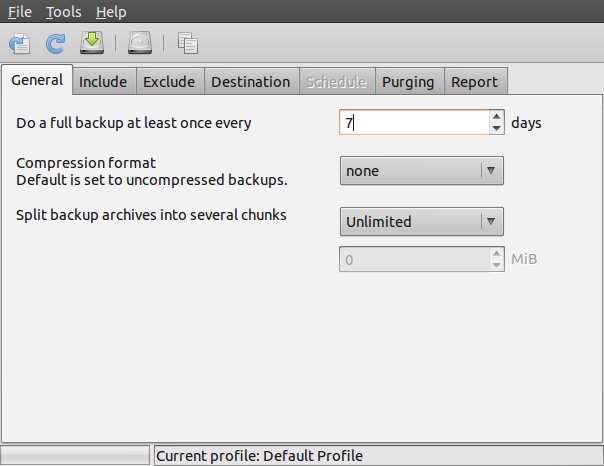 File Tools Help
General Include Exclude Destination Schedule Purging Report
Do a full backup at least once every 7 days
Compression format
Default is set to uncompressed backups.
none
Split backup archives into several chunks Unlimited
0 MiB
Current profile: Default Profile